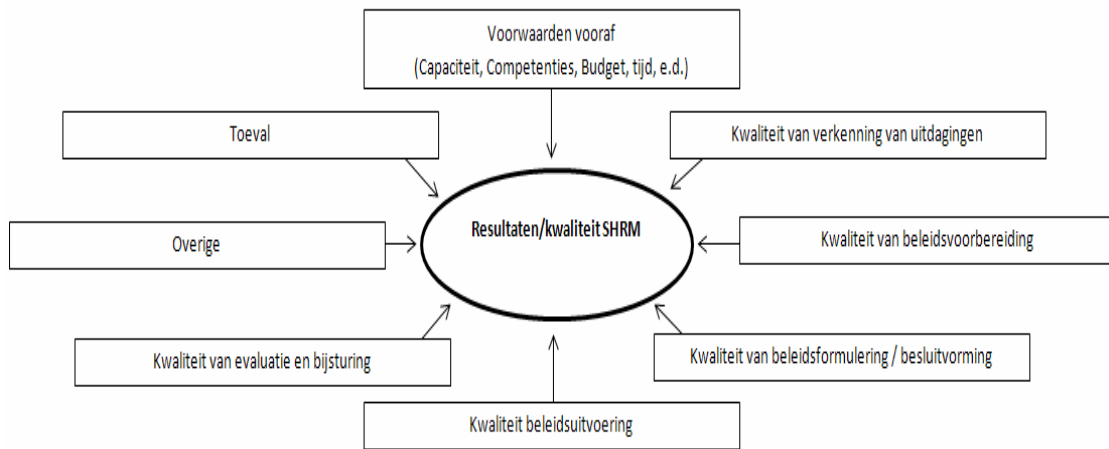 Voorwaarden vooraf
(Capaciteit, Competenties, Budget, tijd, e.d.)
Toeval
Kwaliteit van verkenning van uitdagingen
Resultaten/kwaliteit SHRM
Overige
Kwaliteit van beleidsvoorbereiding
Kwaliteit van evaluatie en bijsturing
Kwaliteit van beleidsformulering / besluitvorming
Kwaliteit beleidsuitvoering